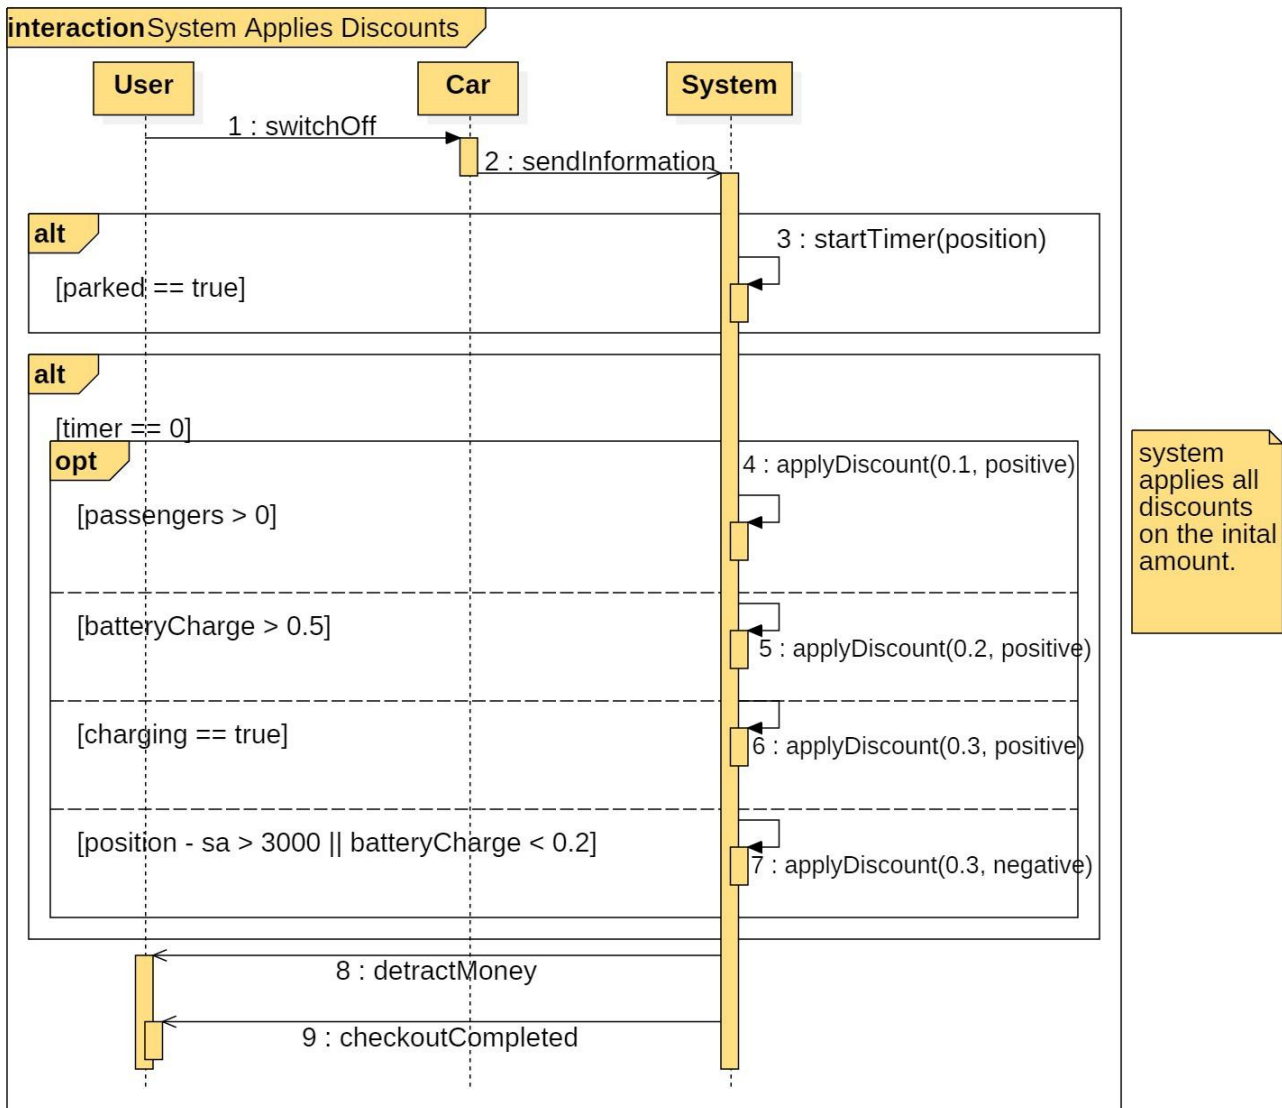 interaction System Applies Discounts
User Car System
1 : switchOff
2 : sendInformation
alt
3 : startTimer(position)
[parked == true]
alt
[timer == 0]
opt
4 : applyDiscount(0.1, positive)
[passengers > 0]
[batteryCharge > 0.5]
5 : applyDiscount(0.2, positive)
[charging == true]
6 : applyDiscount(0.3, positive)
[position - sa > 3000 || batteryCharge < 0.2]
7 : applyDiscount(0.3, negative)
8 : detractMoney
9 : checkoutCompleted
system
applies all
discounts
on the inital
amount.